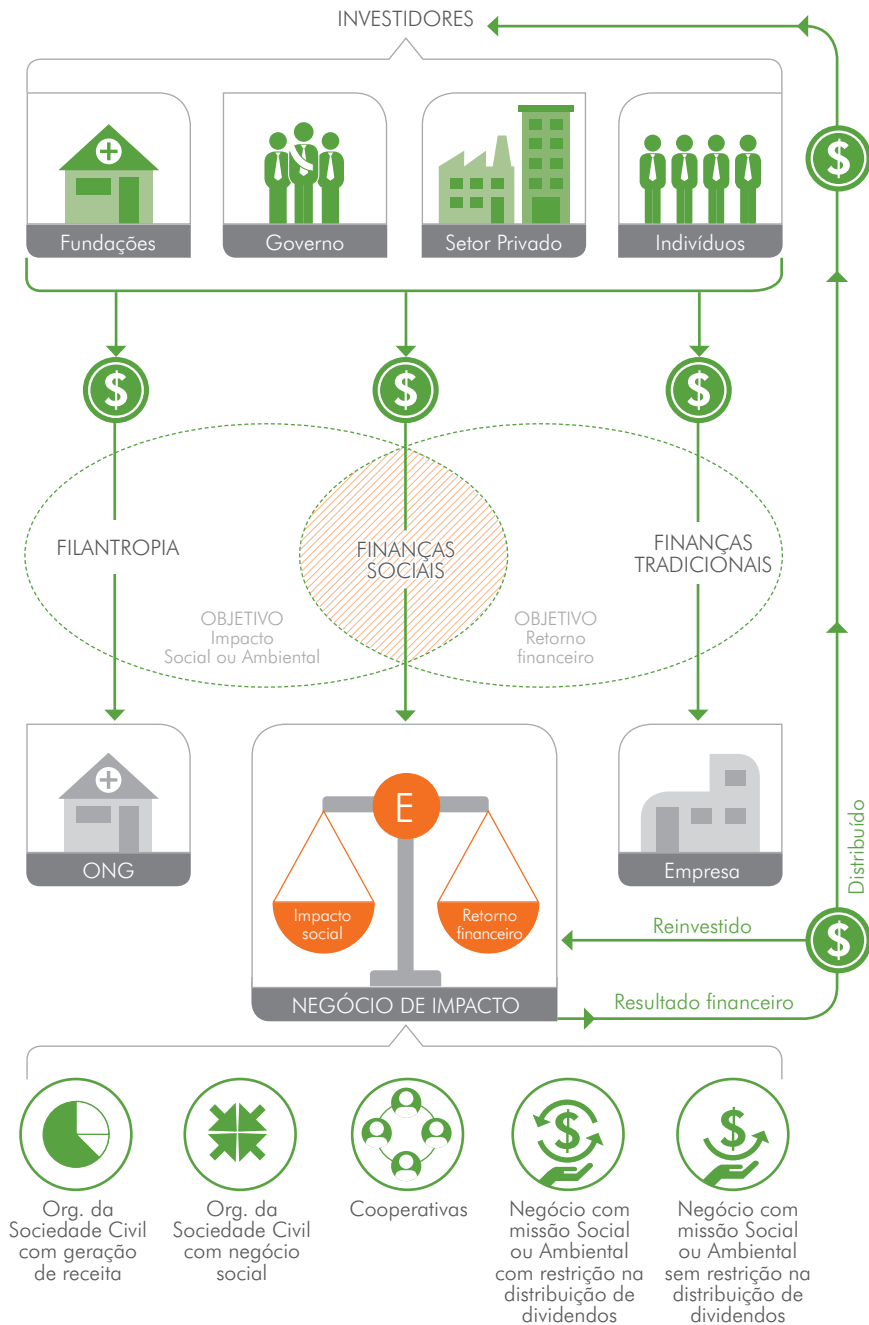 INVESTIDORES
$
Fundações
Governo
Setor Privado
Indivíduos
$
$
$
FILANTROPIA
FINANÇAS
SOCIAIS
FINANÇAS
TRADICIONAIS
OBJETIVO
Impacto
Social ou Ambiental
OBJETIVO
Retorno
financeiro
ONG
E
Impacto
social
Retorno
financeiro
NEGÓCIO DE IMPACTO
Empresa
Distribuído
Reinvestido
$
Resultado financeiro
$
$
Org. da
Sociedade Civil
com geração
de receita
Org. da
Sociedade Civil
com negócio
social
Cooperativas
Negócio com
missão Social
ou Ambiental
com restrição na
distribuição de
dividendos
Negócio com
missão Social
ou Ambiental
sem restrição na
distribuição de
dividendos